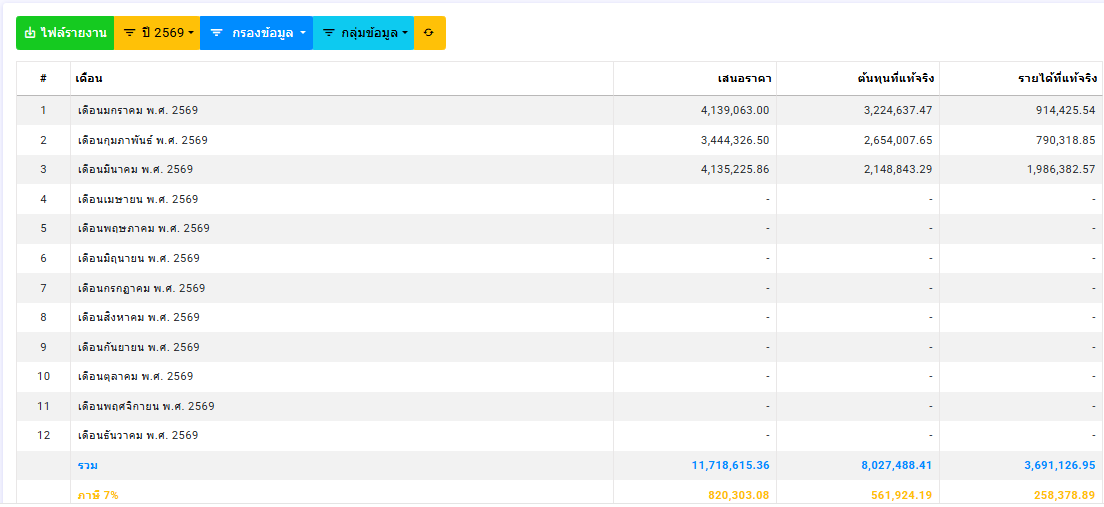 ไฟล์รายงาน ปี 2569 กรองข้อมูล กลุ่มข้อมูล
# เดือน เสนอราคา ต้นทุนที่แท้จริง รายได้ที่แท้จริง
1 เดือนมกราคม พ.ศ. 2569 4,139,063.00 3,224,637.47 914,425.54
2 เดือนกุมภาพันธ์ พ.ศ. 2569 3,444,326.50 2,654,007.65 790,318.85
3 เดือนมีนาคม พ.ศ. 2569 4,135,225.86 2,148,843.29 1,986,382.57
4 เดือนเมษายน พ.ศ. 2569 - - -
5 เดือนพฤษภาคม พ.ศ. 2569 - - -
6 เดือนมิถุนายน พ.ศ. 2569 - - -
7 เดือนกรกฎาคม พ.ศ. 2569 - - -
8 เดือนสิงหาคม พ.ศ. 2569 - - -
9 เดือนกันยายน พ.ศ. 2569 - - -
10 เดือนตุลาคม พ.ศ. 2569 - - -
11 เดือนพฤศจิกายน พ.ศ. 2569 - - -
12 เดือนธันวาคม พ.ศ. 2569 - - -
รวม 11,718,615.36 8,027,488.41 3,691,126.95
ภาษี 7% 820,303.08 561,924.19 258,378.89